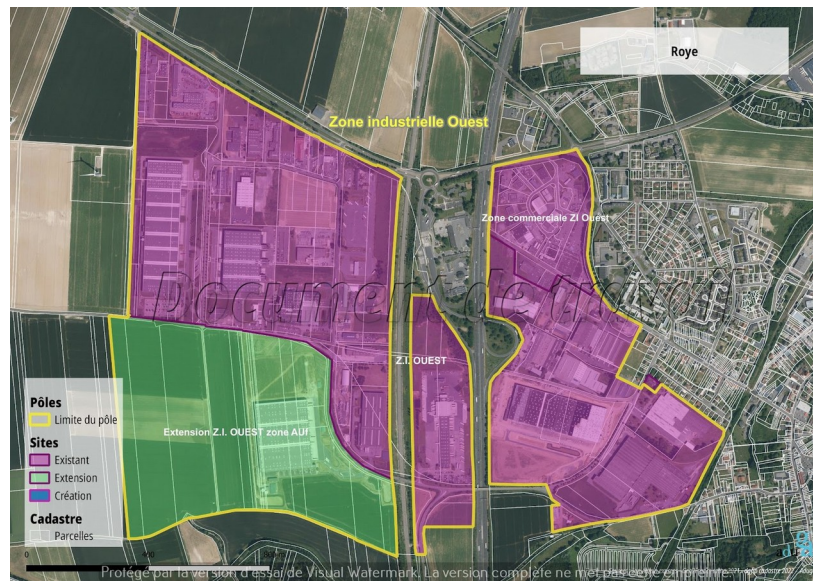 Roye
Zone industrielle Ouest
Zone commerciale ZI Ouest
Document de travail
Z.I. OUEST
Extension Z.I. OUEST zone AUf
Pôles
Limite du pôle
Sites
Existant
Extension
Création
Cadastre
Parcelles
0
Protégé par la version d'essai de Visual Watermark. La version complète ne met pas cette empreinte.